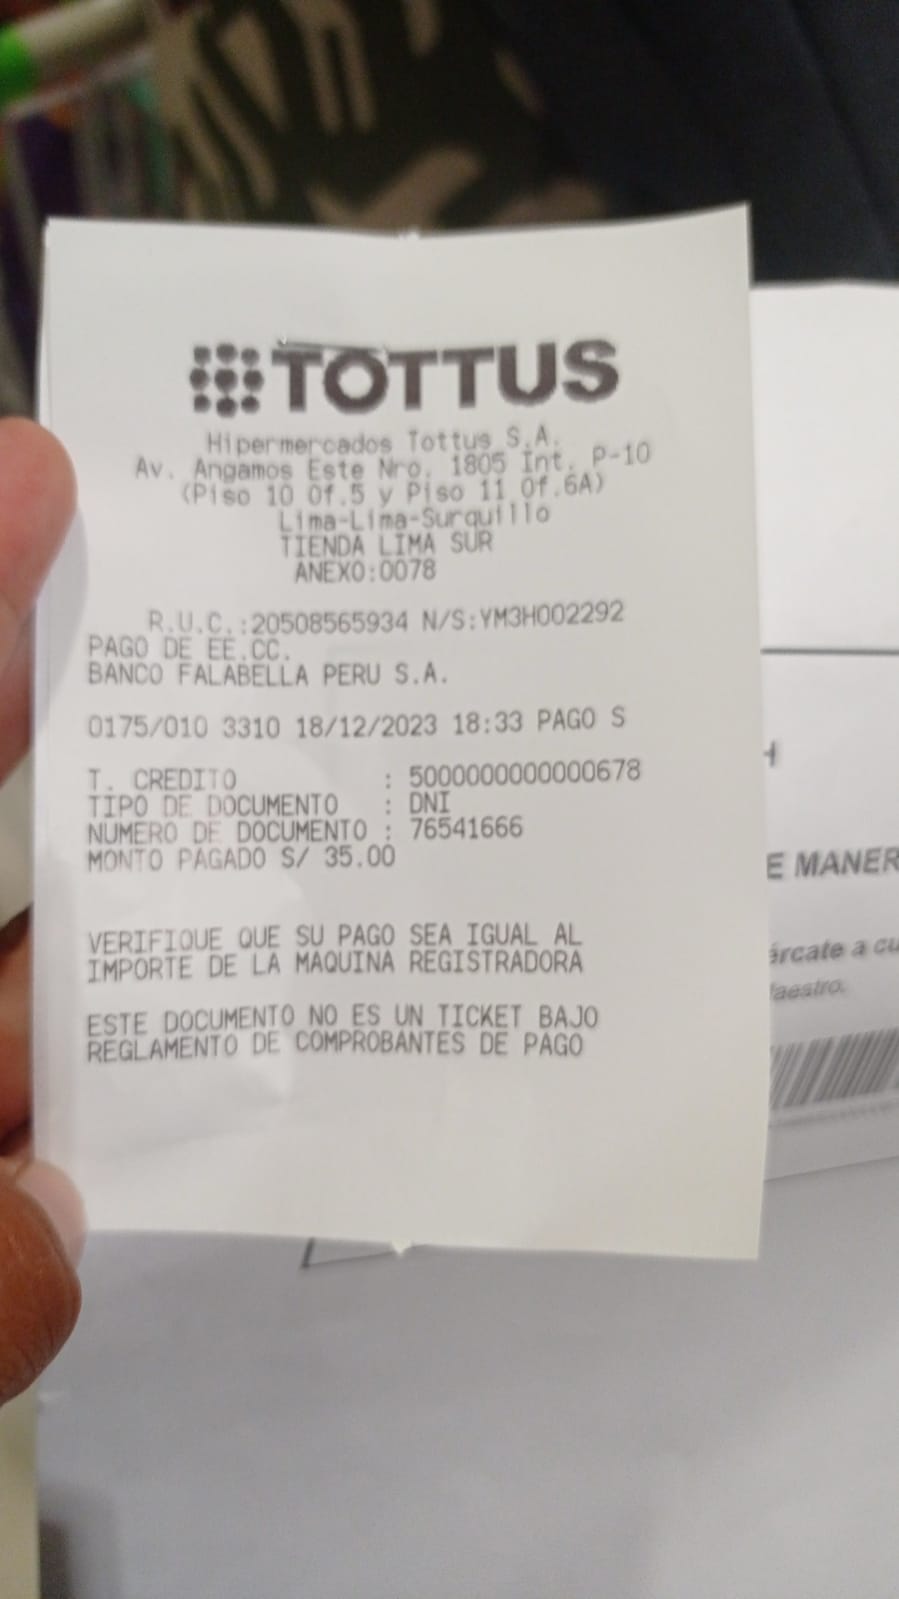 TOTTUS
Hipermercados Tottus S.A.
Av. Angamos Este Nro. 1805 Int. P-10
(Piso 10 Of.5 y Piso 11 Of.6A)
Lima-Lima-Surquillo
TIENDA LIMA SUR
ANEXO:0078
R.U.C.:20508565934 N/S:YM3H002292
PAGO DE EE.CC.
BANCO FALABELLA PERU S.A.
0175/010 3310 18/12/2023 18:33 PAGO S
T. CREDITO : 5000000000000678
TIPO DE DOCUMENTO : DNI
NUMERO DE DOCUMENTO : 76541666
MONTO PAGADO S/ 35.00
VERIFIQUE QUE SU PAGO SEA IGUAL AL
IMPORTE DE LA MAQUINA REGISTRADORA
ESTE DOCUMENTO NO ES UN TICKET BAJO
REGLAMENTO DE COMPROBANTES DE PAGO
E MANER
ércate a cu